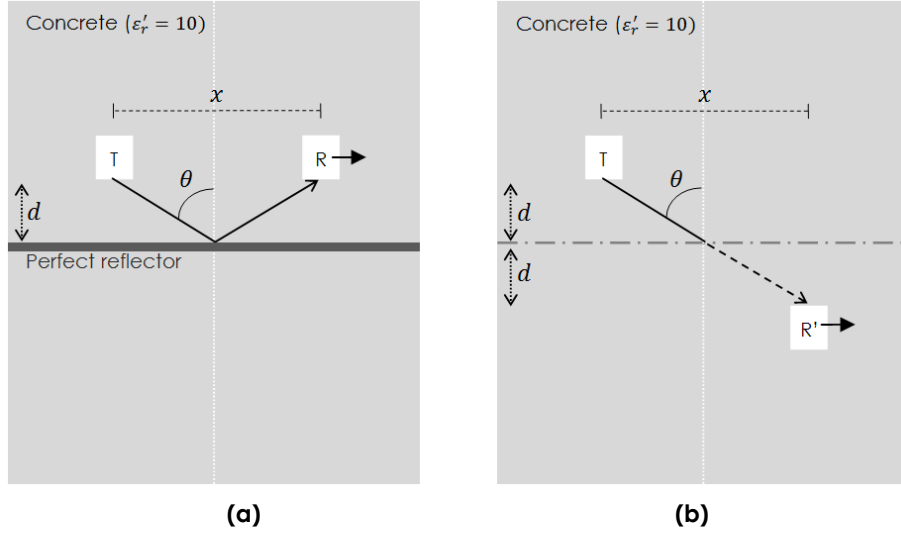 Concrete (ε′ᵣ = 10)
x
T
R
θ
d
Perfect reflector
(a)
Concrete (ε′ᵣ = 10)
x
T
θ
d
d
R'
(b)